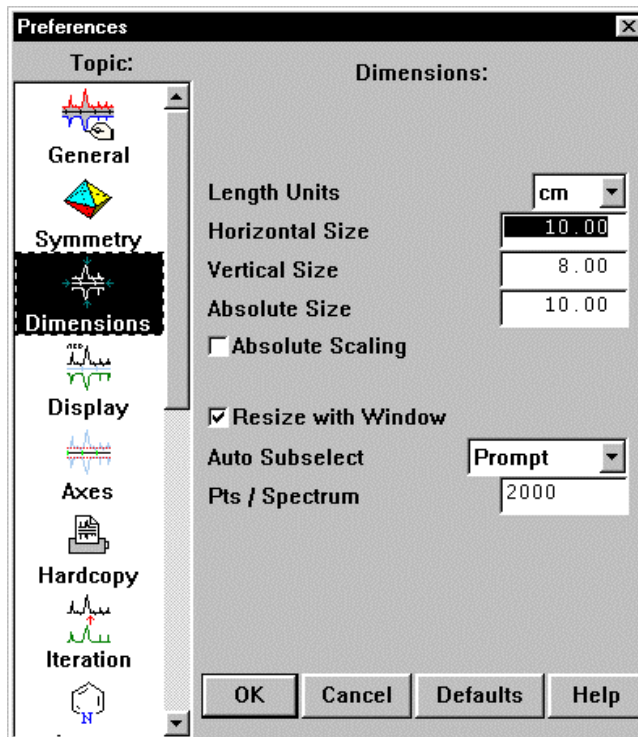 Preferences
Topic:
General
Symmetry
Dimensions
Display
Axes
Hardcopy
Iteration
N
Dimensions:
Length Units cm
Horizontal Size 10.00
Vertical Size 8.00
Absolute Size 10.00
Absolute Scaling
Resize with Window
Auto Subselect Prompt
Pts / Spectrum 2000
OK Cancel Defaults Help